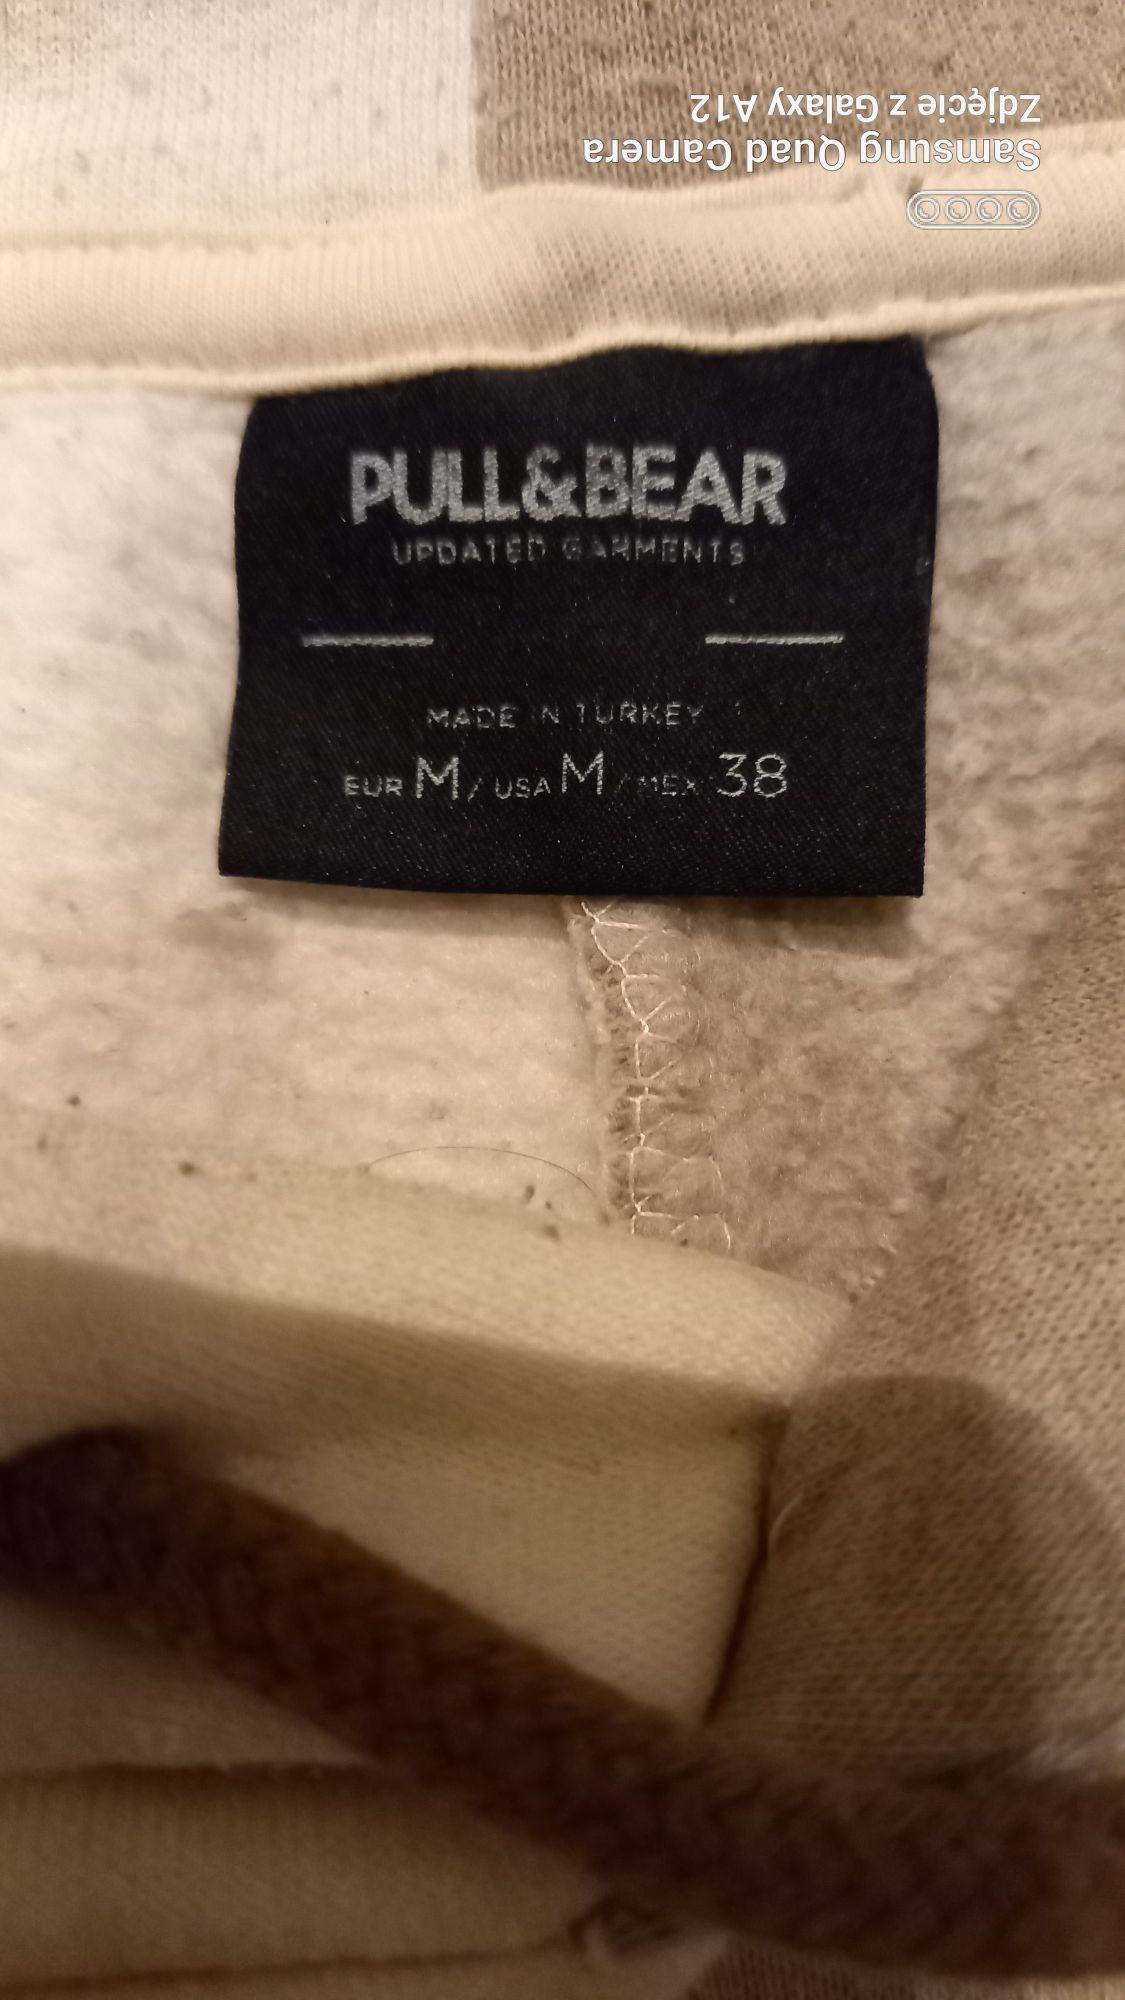 Samsung Quad Camera
Zdjęcie z Galaxy A12
PULL&BEAR
UPDATED GARMENTS
MADE IN TURKEY
EUR M / USA M / MEX 38